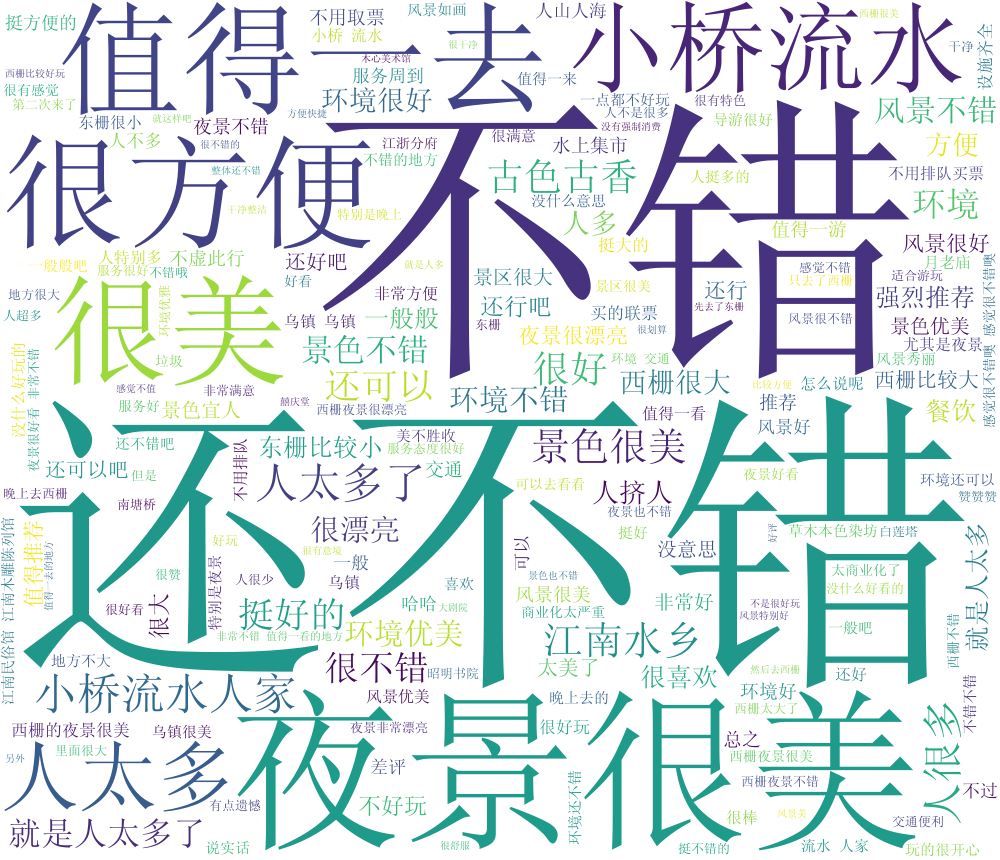 挺方便的
值得一去
不用取票
小桥 流水
风景如画
人山人海
西栅很美
小桥流水
干净
设施齐全
很干净
木心美术馆
服务周到
值得一来
西栅比较好玩
很有感觉
第二次来了
环境很好
一点都不好玩
很有特色
人不是很多
风景不错
方便快捷
就这样吧
东栅很小
夜景不错
人不多
很不错的
江浙分府
不错的地方
很满意
水上集市
没有强制消费
导游很好
方便
很方便
不错
整体还不错
古色古香
没什么意思
人挺多的
不用排队买票
干净整洁
特别是晚上
人多
环境
值得一游
挺大的
风景很好
月老庙
人特别多
不虚此行
还好吧
就是人多
一般般吧
服务很好
不错哦
好看
景区很大
感觉不错
适合游玩
只去了西栅
地方很大
很美
环境优雅
非常方便
景区很美
还行
强烈推荐
人超多
乌镇 乌镇
一般般
还行吧
买的联票
先去了东栅
东栅
夜景很漂亮
很划算
风景很不错
景色优美
尤其是夜景
感觉很不错噢 感觉很不错噢
垃圾
景色不错
很好
环境 交通
风景秀丽
没什么好玩的
非常不错
感觉不值
非常满意
还可以
西栅很大
比较方便
怎么说呢
西栅比较大
夜景很好看
服务好
景色宜人
囍庆堂
西栅夜景很漂亮
环境不错
值得一看
推荐
餐饮
风景好
还不错吧
东栅比较小
美不胜收
服务态度很好
景色很美
还可以吧
但是
不用排队
人太多了
交通
可以去看看
夜景好看
环境还可以
晚上去西栅
南塘桥
人挤人
夜景也不错
赞赞赞
还不错
很漂亮
挺好
好评
草木本色染坊
白莲塔
江南木雕陈列馆
值得推荐
值得一去的地方
好玩
很有意境
一般
可以
没意思
太商业化了
没什么好看的
就是人太多
很赞
特别是夜景
人很少
乌镇
喜欢
景色也不错
风景很美
很好看
很大
挺好的
哈哈
大剧院
商业化太严重
非常好
不是很好玩
风景特别好
一般吧
江南民俗馆
非常不错
值得一看的地方
环境优美
江南水乡
西栅不错
地方不大
很不错
昭明书院
太美了
很喜欢
然后去西栅
还好
小桥流水人家
风景优美
晚上去的
环境好
西栅太大了
不错不错
西栅的夜景很美
乌镇很美
夜景非常漂亮
很好玩
夜景很美
总之
人很多
里面很大
另外
人太多
差评
西栅夜景很美
西栅夜景不错
不过
有点遗憾
不好玩
环境还不错
很棒
风景美
交通便利
就是人太多了
说实话
很舒服
挺不错的
流水 人家
玩的很开心